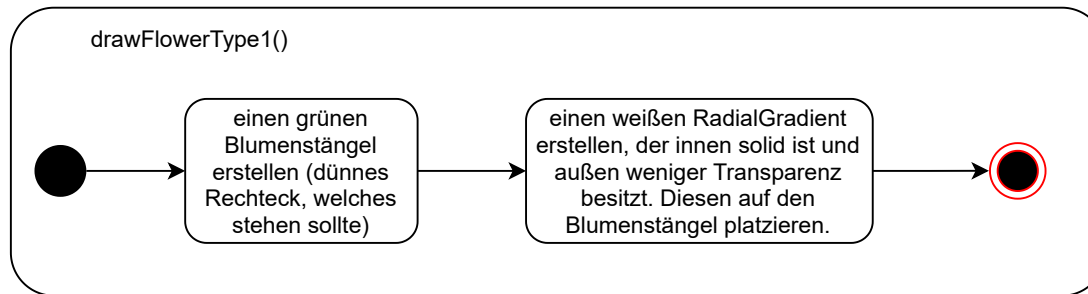 drawFlowerType1()
einen grünen
Blumenstängel
erstellen (dünnes
Rechteck, welches
stehen sollte)
einen weißen RadialGradient
erstellen, der innen solid ist und
außen weniger Transparenz
besitzt. Diesen auf den
Blumenstängel platzieren.